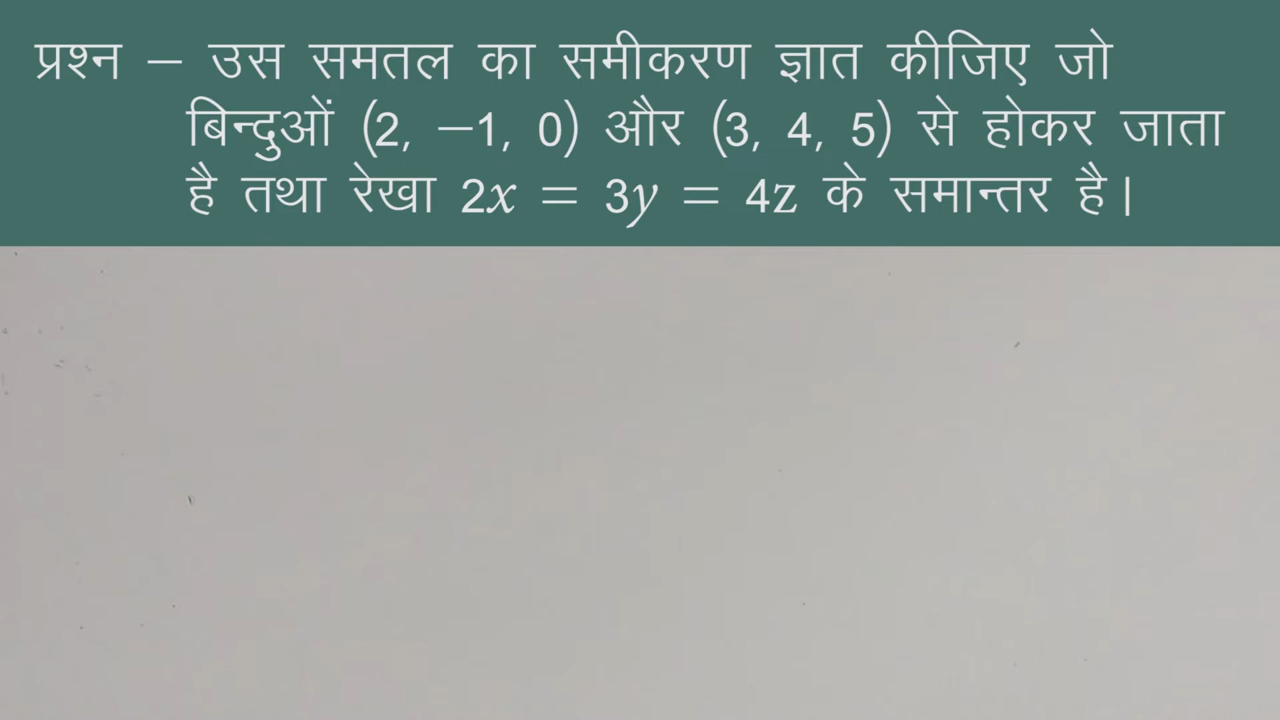 प्रश्न – उस समतल का समीकरण ज्ञात कीजिए जो
बिन्दुओं (2, –1, 0) और (3, 4, 5) से होकर जाता
है तथा रेखा 2x = 3y = 4z के समान्तर है।